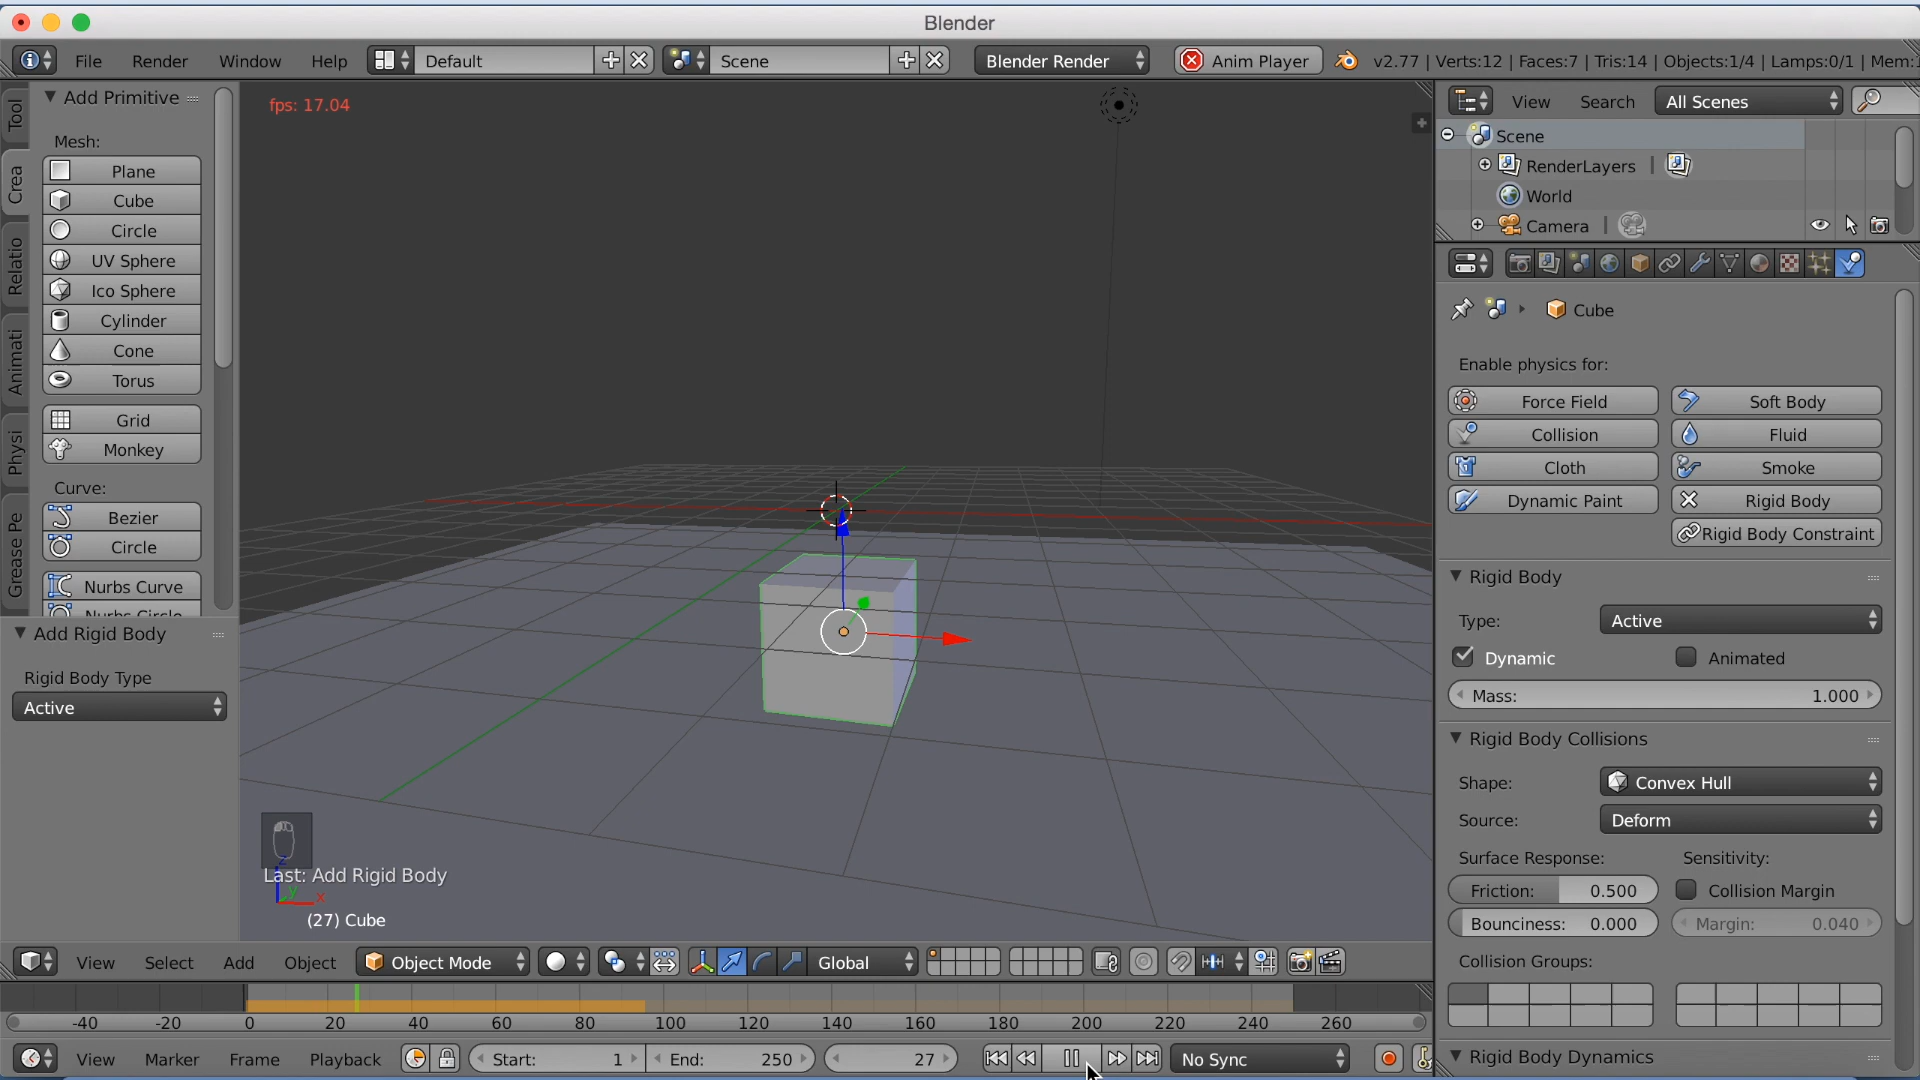 Blender
File Render Window Help Default Scene Blender Render Anim Player v2.77 | Verts:12 | Faces:7 | Tris:14 | Objects:1/4 | Lamps:0/1 | Mem:
Tool
Crea
Relatio
Animati
Physi
Grease Pe
Add Primitive
Mesh:
Plane
Cube
Circle
UV Sphere
Ico Sphere
Cylinder
Cone
Torus
Grid
Monkey
Curve:
Bezier
Circle
Nurbs Curve
Nurbs Circle
Add Rigid Body
Rigid Body Type
Active
fps: 17.04
Last: Add Rigid Body
z
y
x
(27) Cube
View Search All Scenes
Scene
RenderLayers |
World
Camera |
Cube
Enable physics for:
Force Field Soft Body
Collision Fluid
Cloth Smoke
Dynamic Paint Rigid Body
Rigid Body Constraint
Rigid Body
Type: Active
Dynamic Animated
Mass: 1.000
Rigid Body Collisions
Shape: Convex Hull
Source: Deform
Surface Response: Sensitivity:
Friction: 0.500 Collision Margin
Bounciness: 0.000 Margin: 0.040
Collision Groups:
Rigid Body Dynamics
View Select Add Object Object Mode Global
-40 -20 0 20 40 60 80 100 120 140 160 180 200 220 240 260
View Marker Frame Playback Start: 1 End: 250 27 No Sync